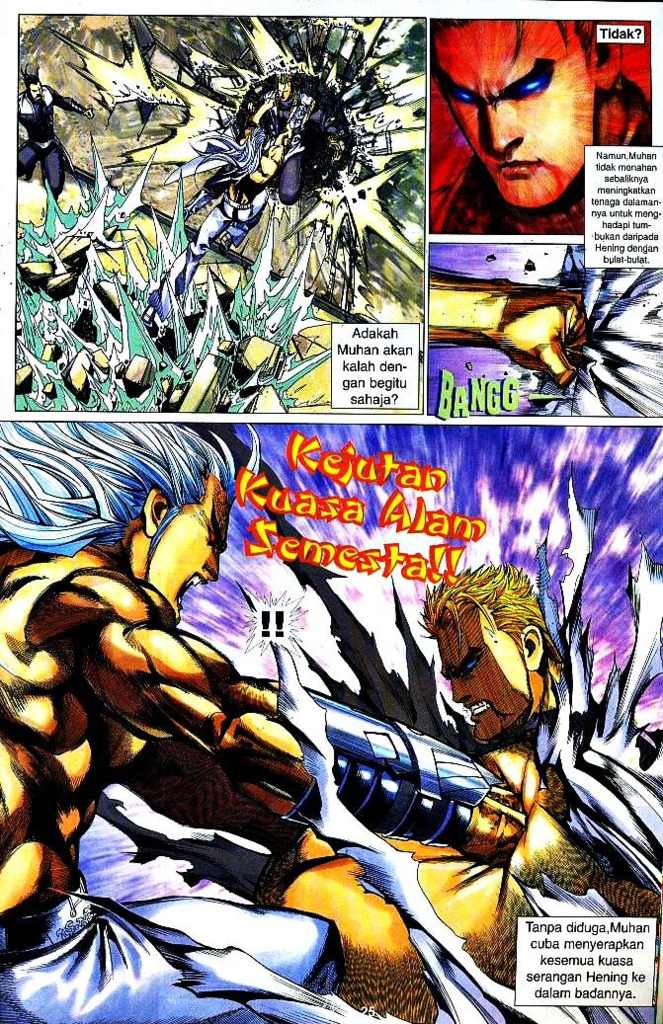 Adakah
Muhan akan
kalah den-
gan begitu
sahaja?
Tidak?
Namun,Muhan
tidak menahan
sebaliknya
meningkatkan
tenaga dalaman-
nya untuk meng-
hadapi tum-
bukan daripada
Hening dengan
bulat-bulat.
BANGG
Kejutan
Kuasa Alam
Semesta!!
!!
Tanpa diduga,Muhan
cuba menyerapkan
kesemua kuasa
serangan Hening ke
dalam badannya.
25